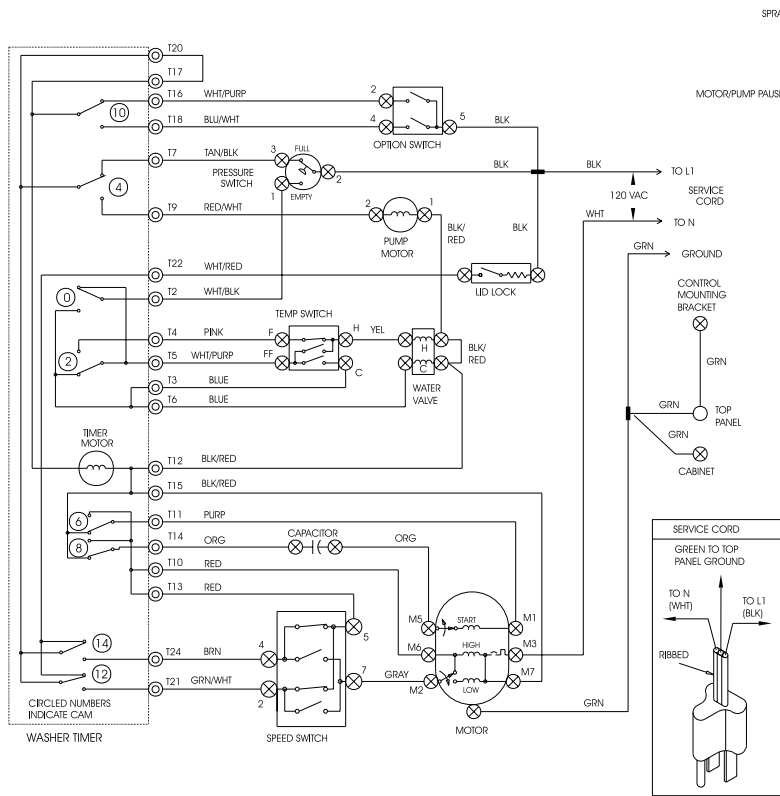 SPRA
T20
T17
T16 WHT/PURP 2
10
T18 BLU/WHT 4 5 BLK
MOTOR/PUMP PAUSE
OPTION SWITCH
T7 TAN/BLK 3 FULL
PRESSURE SWITCH
4
2 BLK BLK TO L1
1 EMPTY
120 VAC
SERVICE CORD
T9 RED/WHT 2 1
WHT TO N
PUMP MOTOR
BLK/RED
BLK
GRN GROUND
T22 WHT/RED
LID LOCK
CONTROL MOUNTING BRACKET
0
T2 WHT/BLK
TEMP SWITCH
T4 PINK F H YEL
H
2
T5 WHT/PURP FF
C
C
BLK/RED
GRN
T3 BLUE
WATER VALVE
T6 BLUE
GRN TOP PANEL
GRN
CABINET
TIMER MOTOR
T12 BLK/RED
T15 BLK/RED
6
T11 PURP
8
T14 ORG CAPACITOR ORG
T10 RED
T13 RED
M5 START M1
M6 HIGH M3
M2 LOW M7
MOTOR
GRN
14
T24 BRN 4 5
12
T21 GRN/WHT 2 7 GRAY
SPEED SWITCH
CIRCLED NUMBERS
INDICATE CAM
WASHER TIMER
SERVICE CORD
GREEN TO TOP
PANEL GROUND
TO N
(WHT)
TO L1
(BLK)
RIBBED